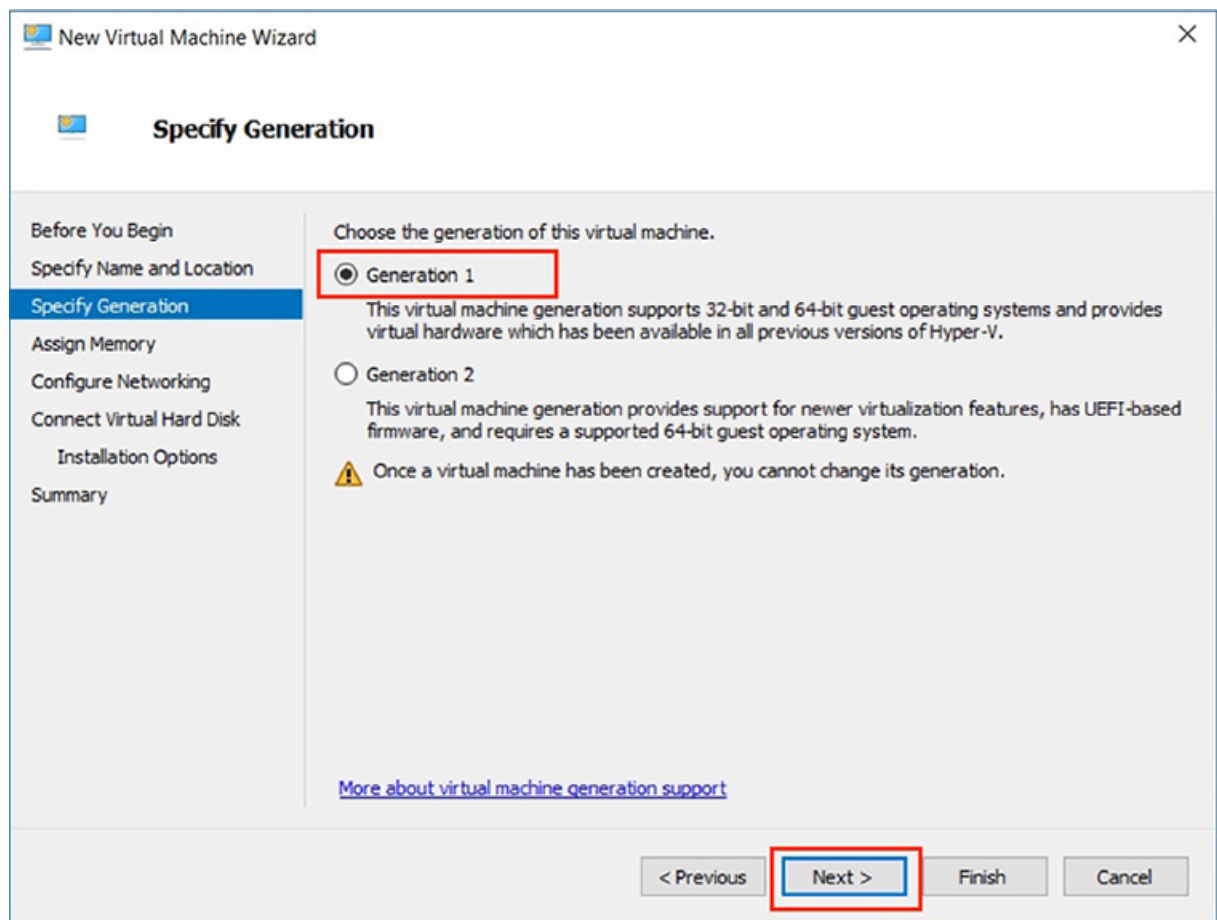 New Virtual Machine Wizard
Specify Generation
Before You Begin
Specify Name and Location
Specify Generation
Assign Memory
Configure Networking
Connect Virtual Hard Disk
Installation Options
Summary
Choose the generation of this virtual machine.
Generation 1
This virtual machine generation supports 32-bit and 64-bit guest operating systems and provides
virtual hardware which has been available in all previous versions of Hyper-V.
Generation 2
This virtual machine generation provides support for newer virtualization features, has UEFI-based
firmware, and requires a supported 64-bit guest operating system.
Once a virtual machine has been created, you cannot change its generation.
More about virtual machine generation support
< Previous
Next >
Finish
Cancel